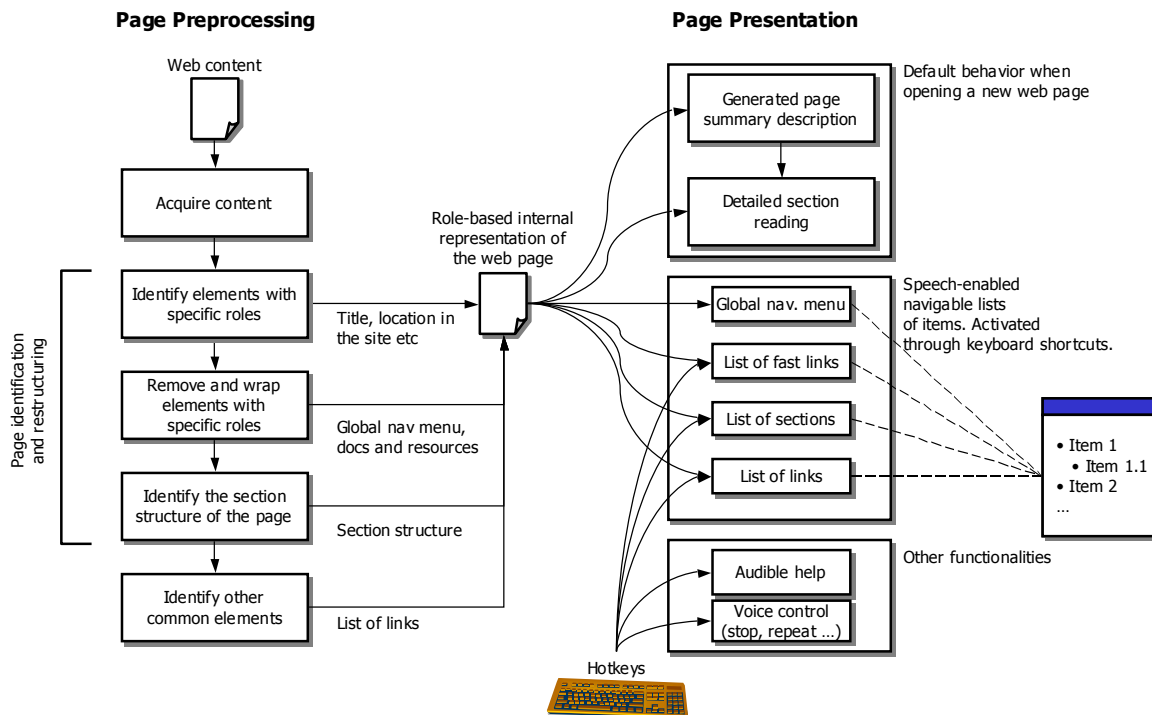 Page Preprocessing
Web content
Acquire content
Page identification
and restructuring
Identify elements with
specific roles
Title, location in
the site etc
Remove and wrap
elements with
specific roles
Global nav menu,
docs and resources
Identify the section
structure of the page
Section structure
Identify other
common elements
List of links
Role-based internal
representation of
the web page
Page Presentation
Generated page
summary description
Detailed section
reading
Default behavior when
opening a new web page
Global nav. menu
List of fast links
List of sections
List of links
Speech-enabled
navigable lists
of items. Activated
through keyboard shortcuts.
• Item 1
• Item 1.1
• Item 2
...
Audible help
Voice control
(stop, repeat ...)
Other functionalities
Hotkeys